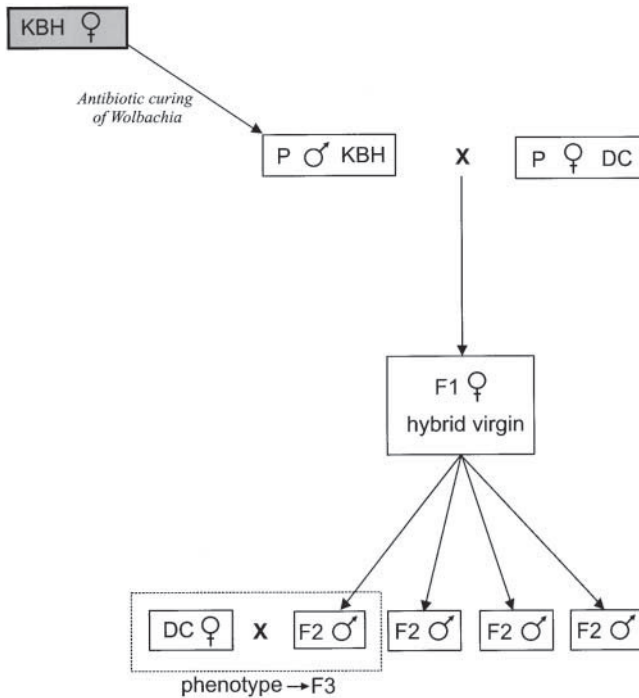 KBH ♀
Antibiotic curing
of Wolbachia
P ♂ KBH
X
P ♀ DC
F1 ♀
hybrid virgin
DC ♀ X F2 ♂ F2 ♂ F2 ♂ F2 ♂
phenotype →F3